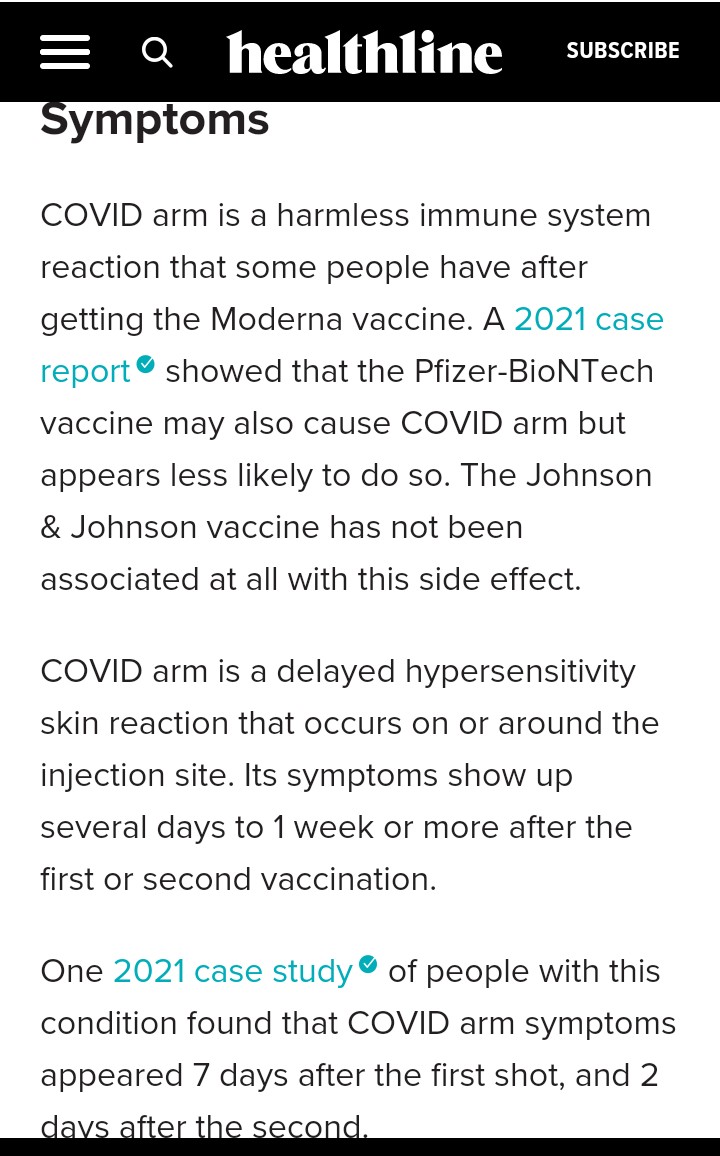 healthline
SUBSCRIBE
Symptoms
COVID arm is a harmless immune system
reaction that some people have after
getting the Moderna vaccine. A 2021 case
report showed that the Pfizer-BioNTech
vaccine may also cause COVID arm but
appears less likely to do so. The Johnson
& Johnson vaccine has not been
associated at all with this side effect.
COVID arm is a delayed hypersensitivity
skin reaction that occurs on or around the
injection site. Its symptoms show up
several days to 1 week or more after the
first or second vaccination.
One 2021 case study of people with this
condition found that COVID arm symptoms
appeared 7 days after the first shot, and 2
days after the second.